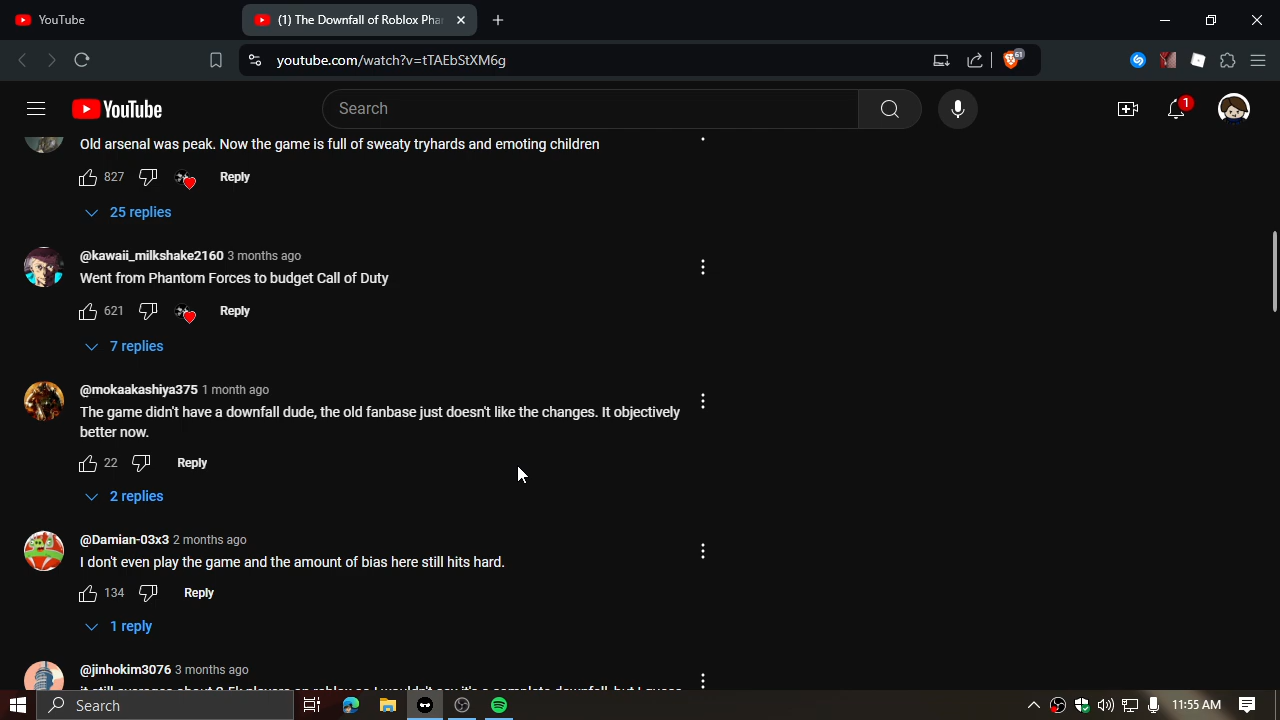 YouTube
(1) The Downfall of Roblox Pha
youtube.com/watch?v=tTAEbStXM6g
61
YouTube
Search
1
Old arsenal was peak. Now the game is full of sweaty tryhards and emoting children
827 Reply
25 replies
@kawaii_milkshake2160 3 months ago
Went from Phantom Forces to budget Call of Duty
621 Reply
7 replies
@mokaakashiya375 1 month ago
The game didn't have a downfall dude, the old fanbase just doesn't like the changes. It objectively
better now.
22 Reply
2 replies
@Damian-03x3 2 months ago
I don't even play the game and the amount of bias here still hits hard.
134 Reply
1 reply
@jinhokim3076 3 months ago
Search
11:55 AM